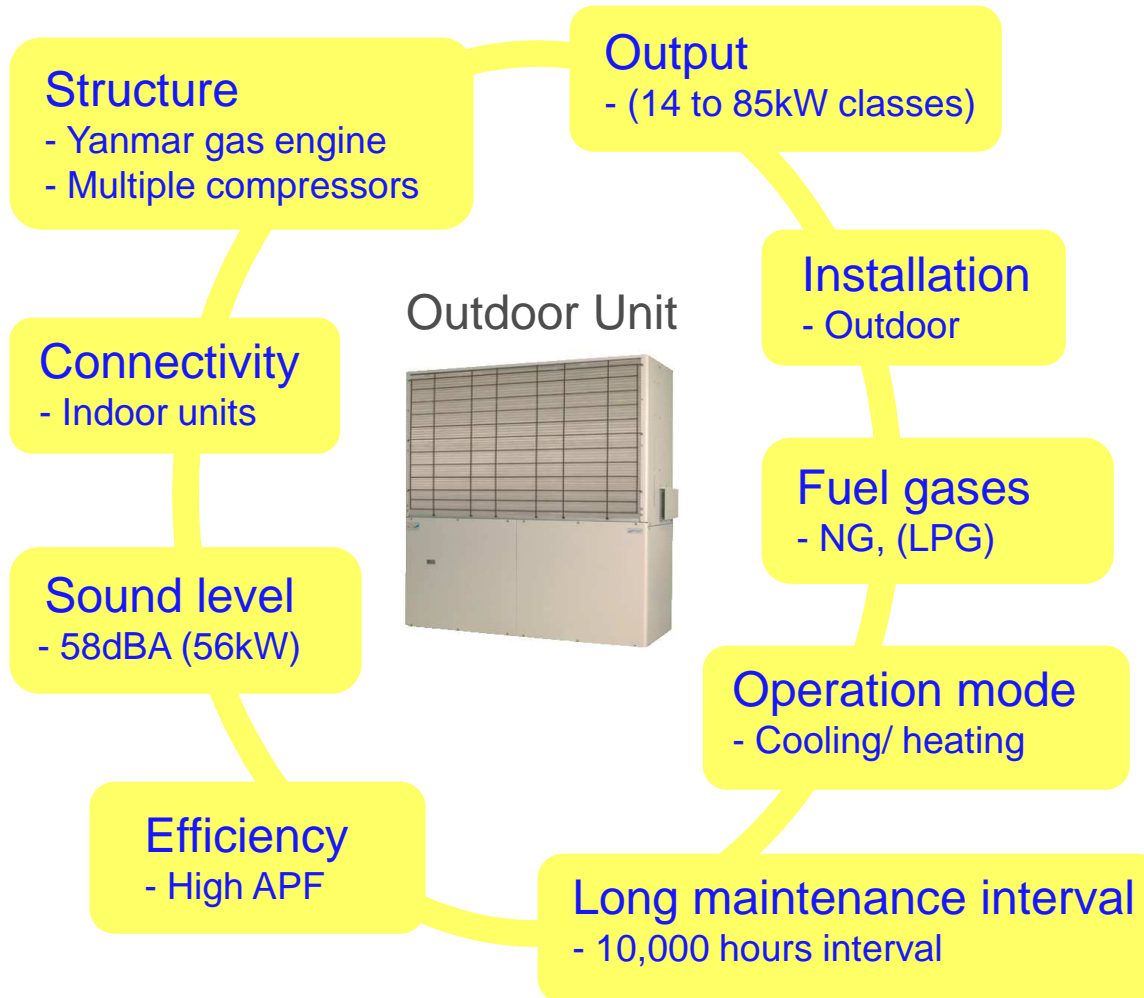 Output
- (14 to 85kW classes)
Structure
- Yanmar gas engine
- Multiple compressors
Installation
- Outdoor
Outdoor Unit
Connectivity
- Indoor units
Fuel gases
- NG, (LPG)
Sound level
- 58dBA (56kW)
Operation mode
- Cooling/ heating
Efficiency
- High APF
Long maintenance interval
- 10,000 hours interval